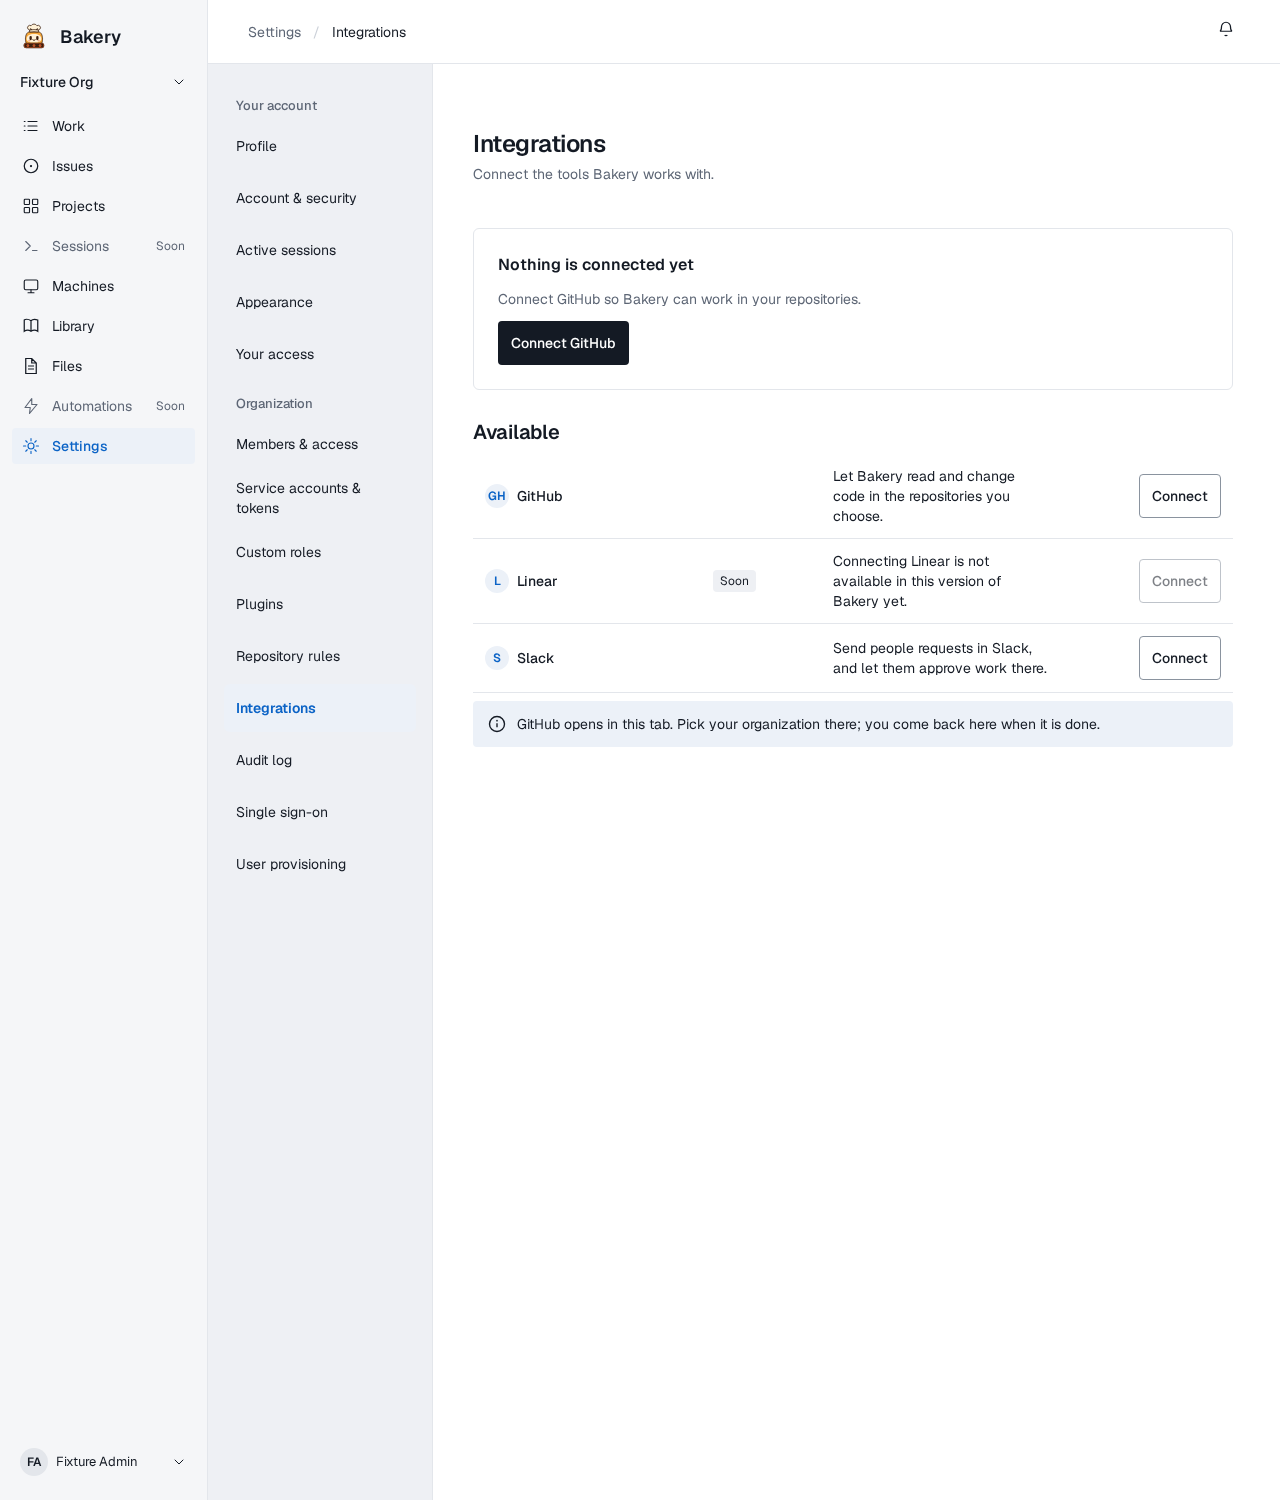 Bakery
Fixture Org
Work
Issues
Projects
Sessions Soon
Machines
Library
Files
Automations Soon
Settings
FA Fixture Admin
Settings / Integrations
Your account
Profile
Account & security
Active sessions
Appearance
Your access
Organization
Members & access
Service accounts &
tokens
Custom roles
Plugins
Repository rules
Integrations
Audit log
Single sign-on
User provisioning
Integrations
Connect the tools Bakery works with.
Nothing is connected yet
Connect GitHub so Bakery can work in your repositories.
Connect GitHub
Available
GH GitHub
Let Bakery read and change
code in the repositories you
choose.
Connect
L Linear
Soon
Connecting Linear is not
available in this version of
Bakery yet.
Connect
S Slack
Send people requests in Slack,
and let them approve work there.
Connect
GitHub opens in this tab. Pick your organization there; you come back here when it is done.